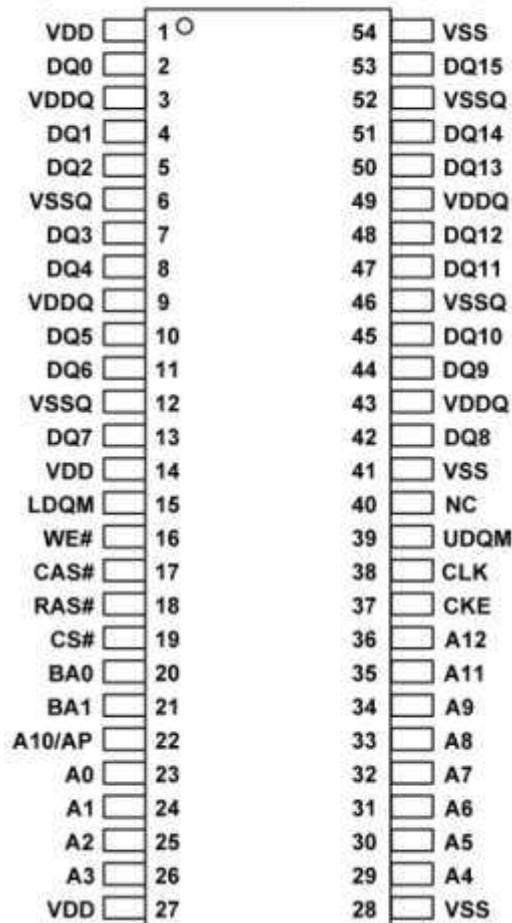 VDD 1 54 VSS
DQ0 2 53 DQ15
VDDQ 3 52 VSSQ
DQ1 4 51 DQ14
DQ2 5 50 DQ13
VSSQ 6 49 VDDQ
DQ3 7 48 DQ12
DQ4 8 47 DQ11
VDDQ 9 46 VSSQ
DQ5 10 45 DQ10
DQ6 11 44 DQ9
VSSQ 12 43 VDDQ
DQ7 13 42 DQ8
VDD 14 41 VSS
LDQM 15 40 NC
WE# 16 39 UDQM
CAS# 17 38 CLK
RAS# 18 37 CKE
CS# 19 36 A12
BA0 20 35 A11
BA1 21 34 A9
A10/AP 22 33 A8
A0 23 32 A7
A1 24 31 A6
A2 25 30 A5
A3 26 29 A4
VDD 27 28 VSS